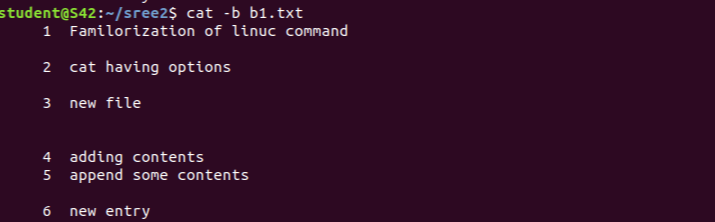 student@S42:~/sree2$ cat -b b1.txt
1 Familorization of linuc command
2 cat having options
3 new file
4 adding contents
5 append some contents
6 new entry